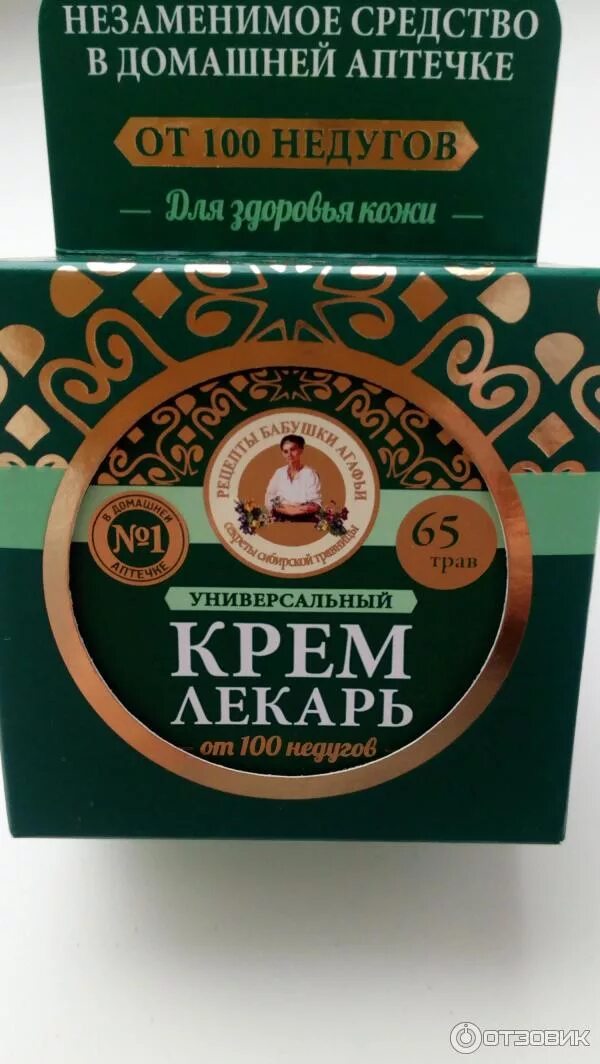 НЕЗАМЕНИМОЕ СРЕДСТВО
В ДОМАШНЕЙ АПТЕЧКЕ
ОТ 100 НЕДУГОВ
Для здоровья кожи
РЕЦЕПТЫ БАБУШКИ АГАФЬИ
секреты сибирской травницы
В ДОМАШНЕЙ
№1
АПТЕЧКЕ
65
трав
УНИВЕРСАЛЬНЫЙ
КРЕМ
ЛЕКАРЬ
от 100 недугов
ОТЗОВИК